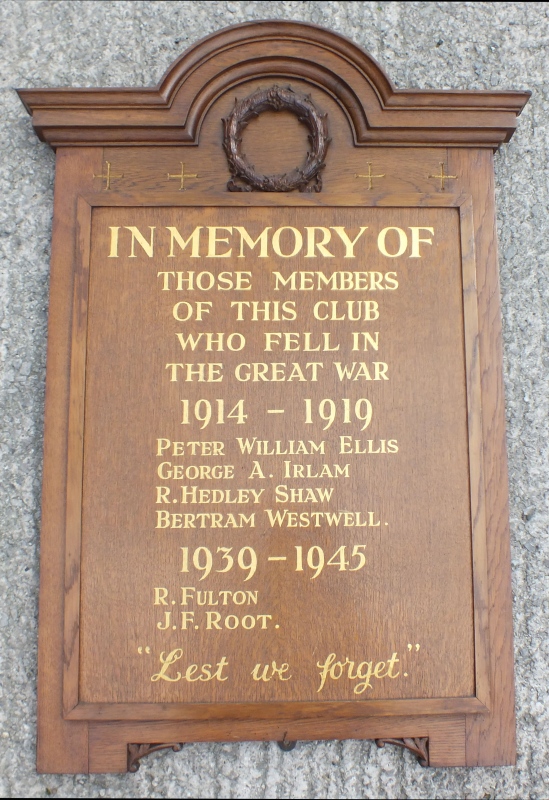 IN MEMORY OF
THOSE MEMBERS
OF THIS CLUB
WHO FELL IN
THE GREAT WAR
1914 - 1919
PETER WILLIAM ELLIS
GEORGE A. IRLAM
R. HEDLEY SHAW
BERTRAM WESTWELL.
1939 - 1945
R. FULTON
J. F. ROOT.
"Lest we forget."